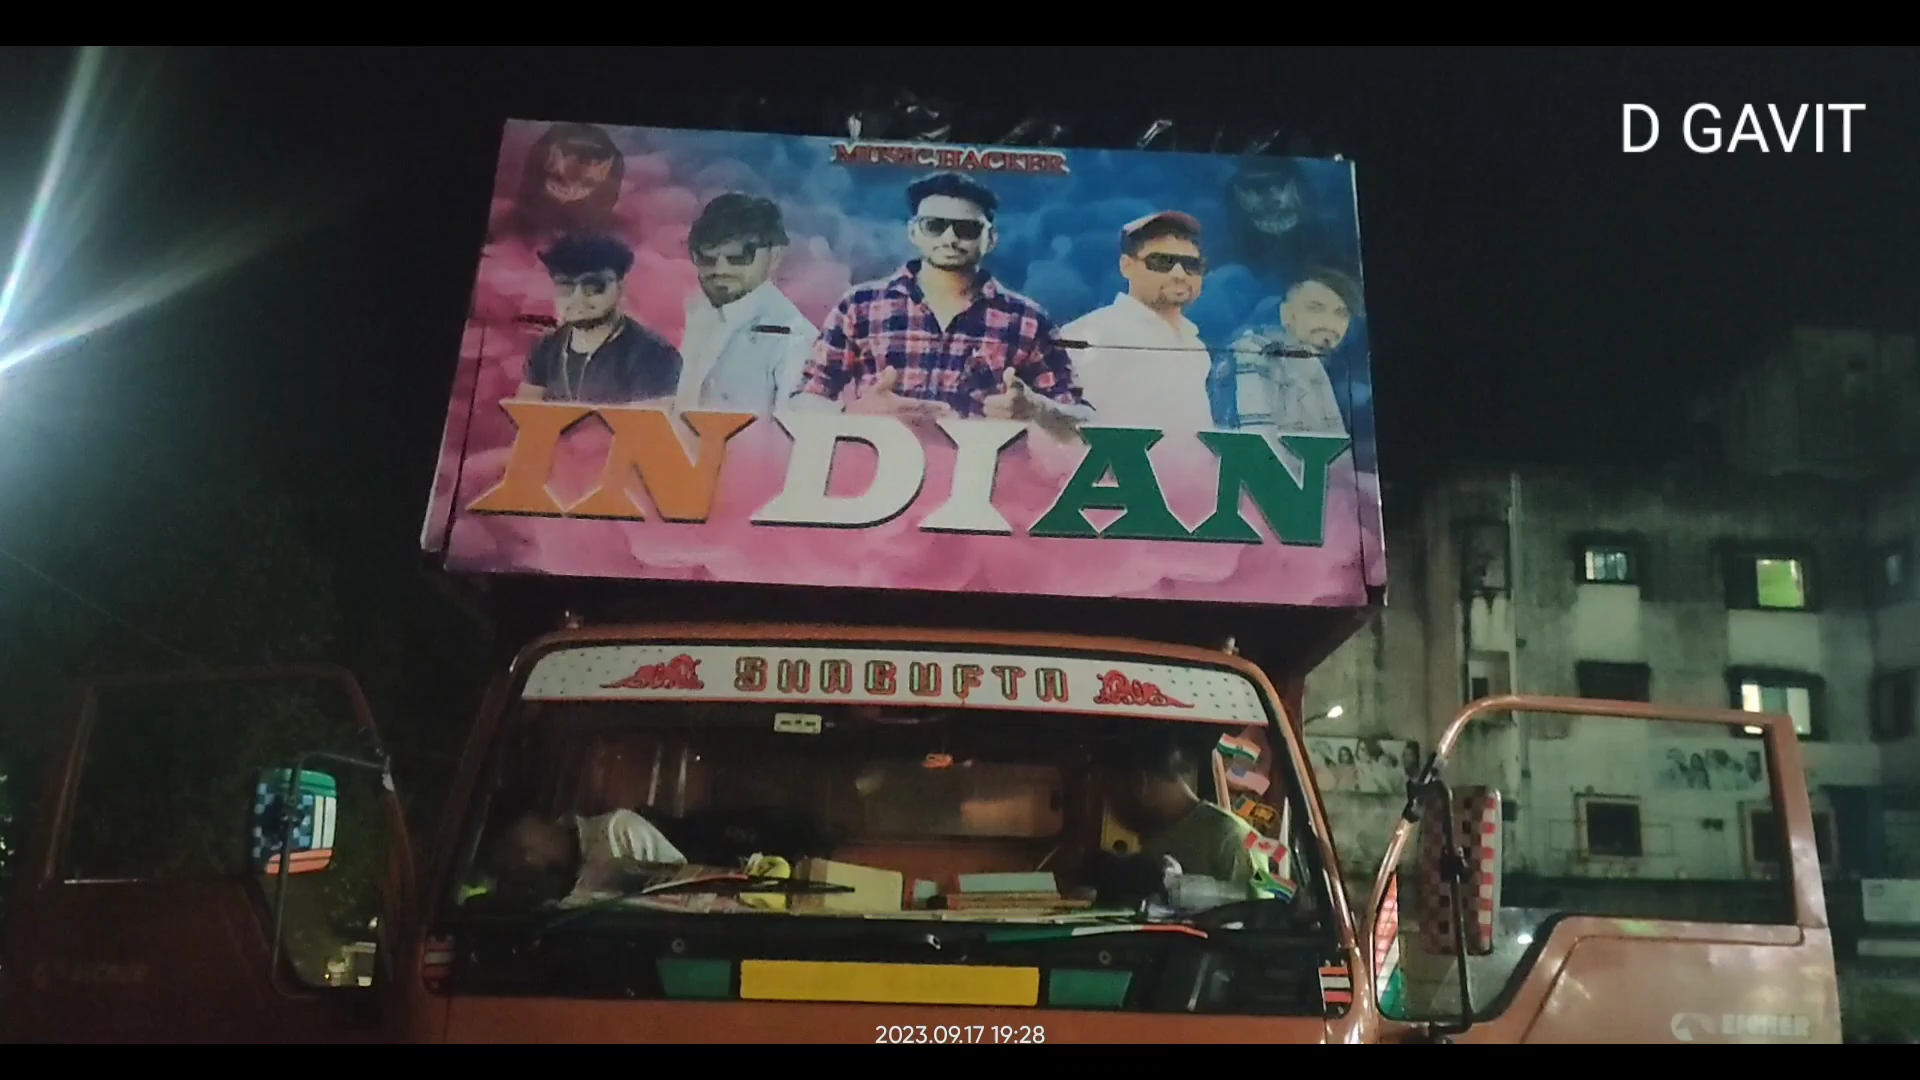 D GAVIT
MUSIC HACKER
INDIAN
SHAGUFTA
EICHER
2023.09.17 19:28